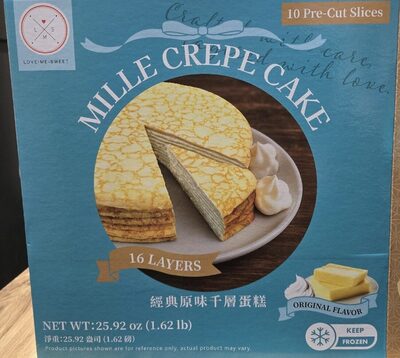 10 Pre-Cut Slices
Crafted with care,
served with love.
L S
M
LOVE·ME·SWEET
MILLE CREPE CAKE
16 LAYERS
經典原味千層蛋糕
ORIGINAL FLAVOR
NET WT:25.92 oz (1.62 lb)
淨重:25.92 盎司 (1.62 磅)
Product pictures shown are for reference only, actual product may vary.
KEEP
FROZEN